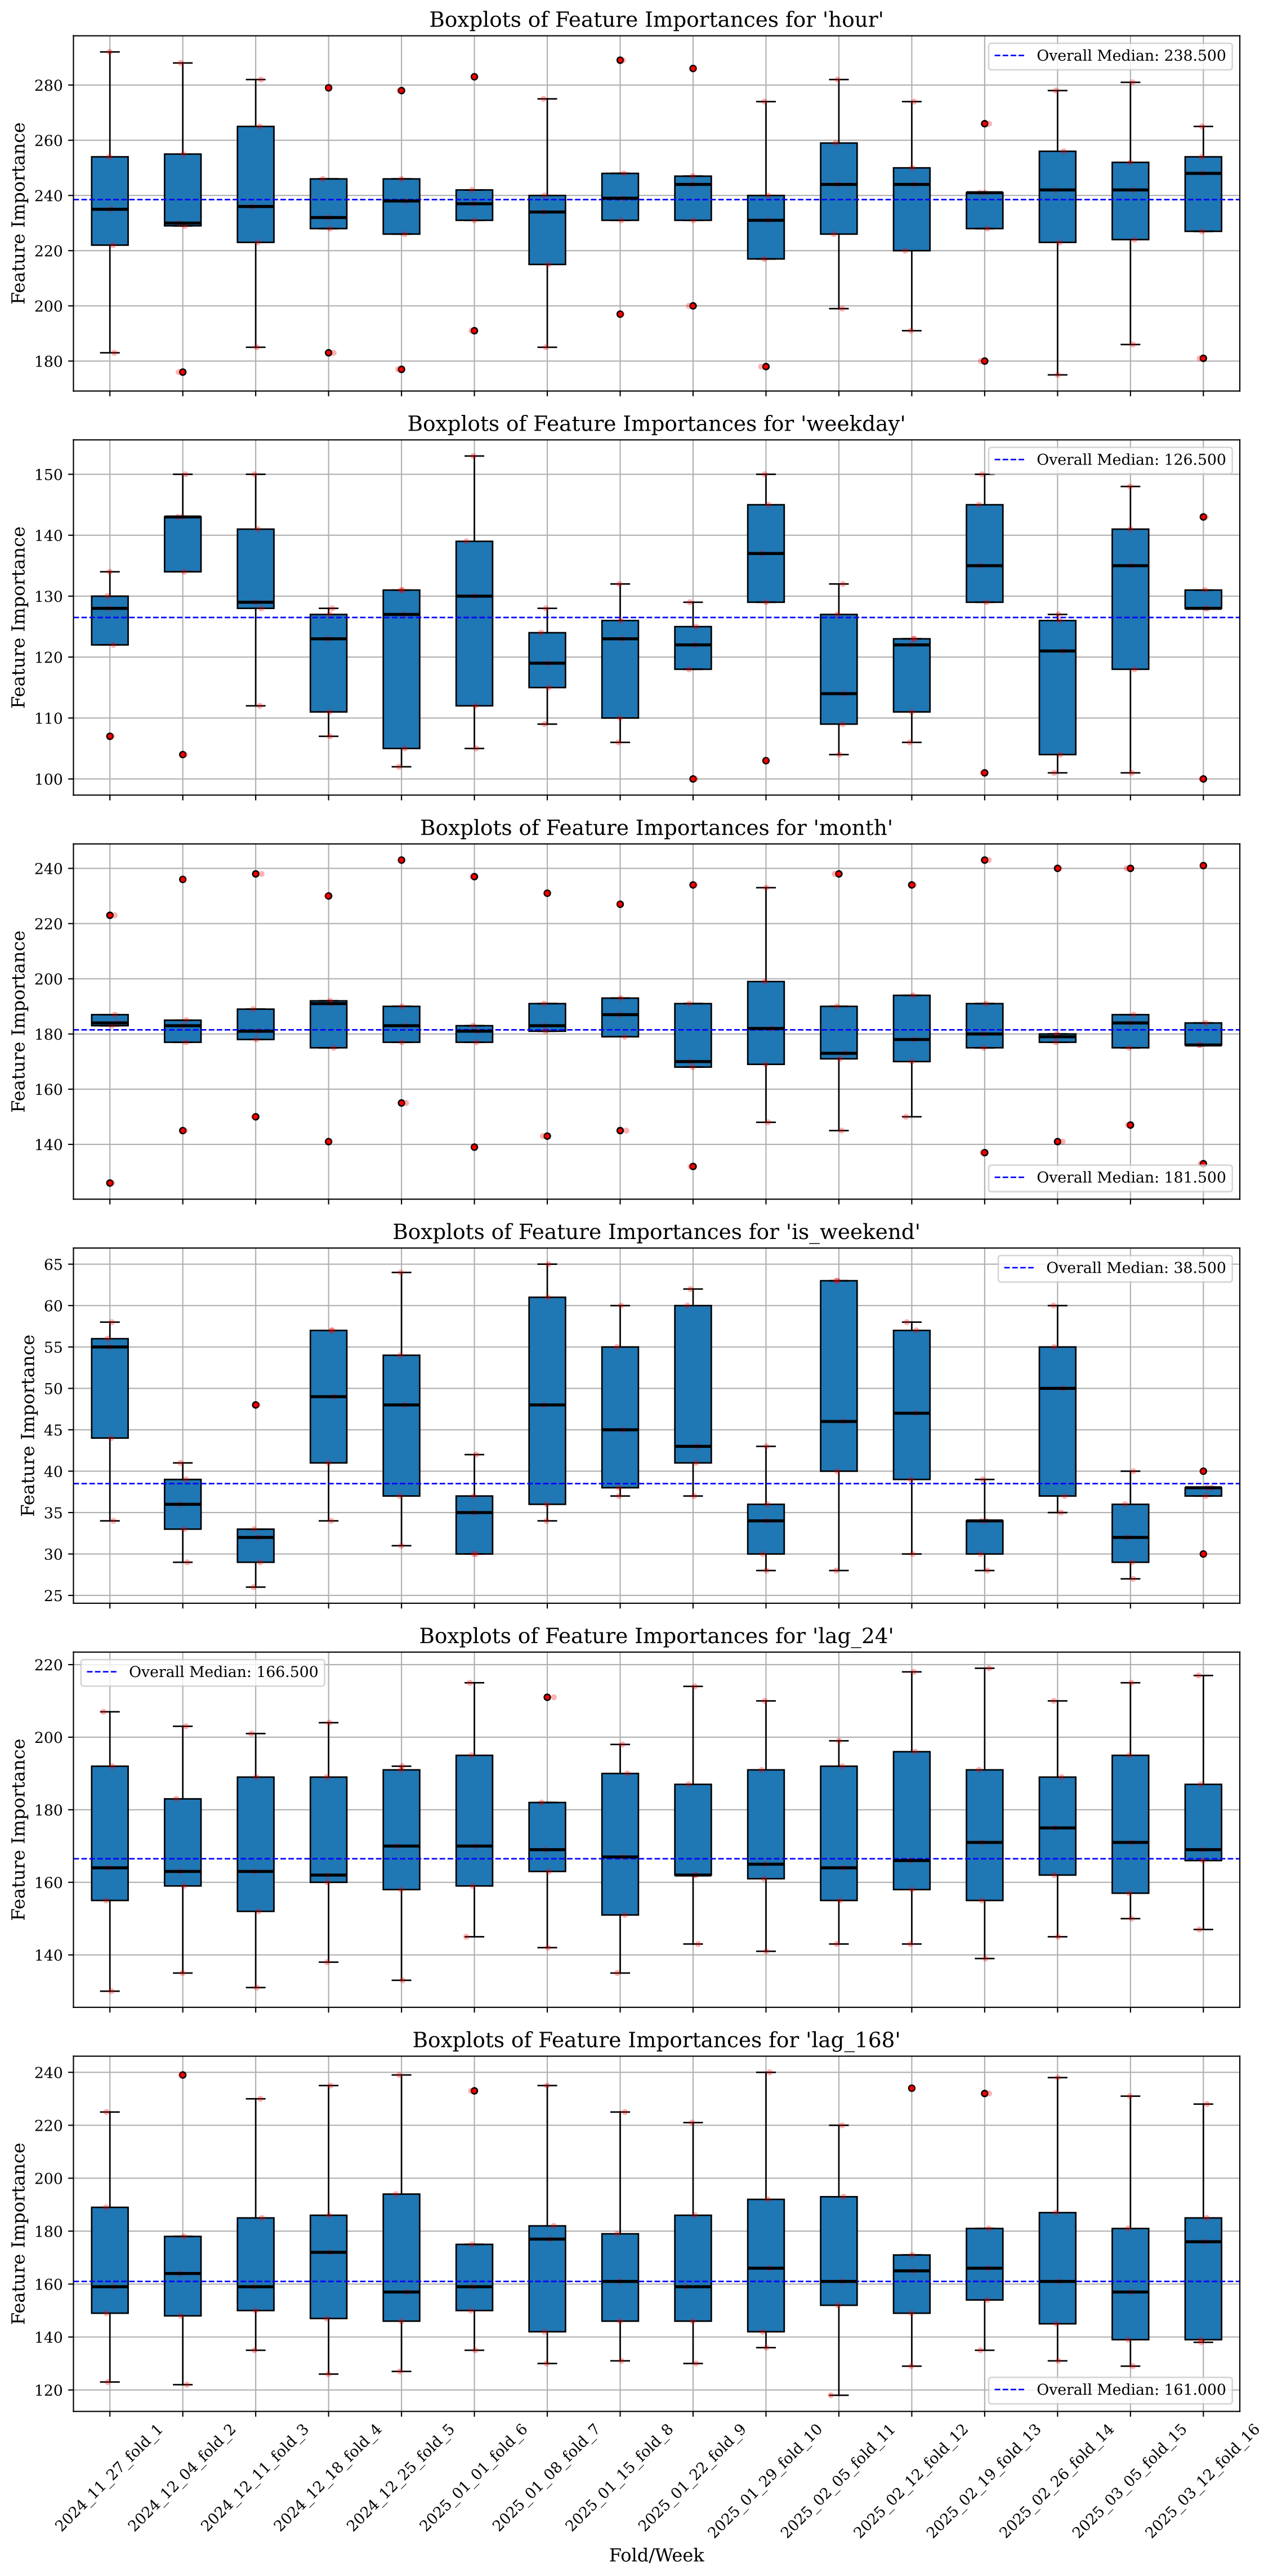 Boxplots of Feature Importances for 'hour'
Feature Importance
280
260
240
220
200
180
Overall Median: 238.500
Boxplots of Feature Importances for 'weekday'
Feature Importance
150
140
130
120
110
100
Overall Median: 126.500
Boxplots of Feature Importances for 'month'
Feature Importance
240
220
200
180
160
140
Overall Median: 181.500
Boxplots of Feature Importances for 'is_weekend'
Feature Importance
65
60
55
50
45
40
35
30
25
Overall Median: 38.500
Boxplots of Feature Importances for 'lag_24'
Feature Importance
220
200
180
160
140
Overall Median: 166.500
Boxplots of Feature Importances for 'lag_168'
Feature Importance
240
220
200
180
160
140
120
Overall Median: 161.000
2024_11_27_fold_1
2024_12_04_fold_2
2024_12_11_fold_3
2024_12_18_fold_4
2024_12_25_fold_5
2025_01_01_fold_6
2025_01_08_fold_7
2025_01_15_fold_8
2025_01_22_fold_9
2025_01_29_fold_10
2025_02_05_fold_11
2025_02_12_fold_12
2025_02_19_fold_13
2025_02_26_fold_14
2025_03_05_fold_15
2025_03_12_fold_16
Fold/Week